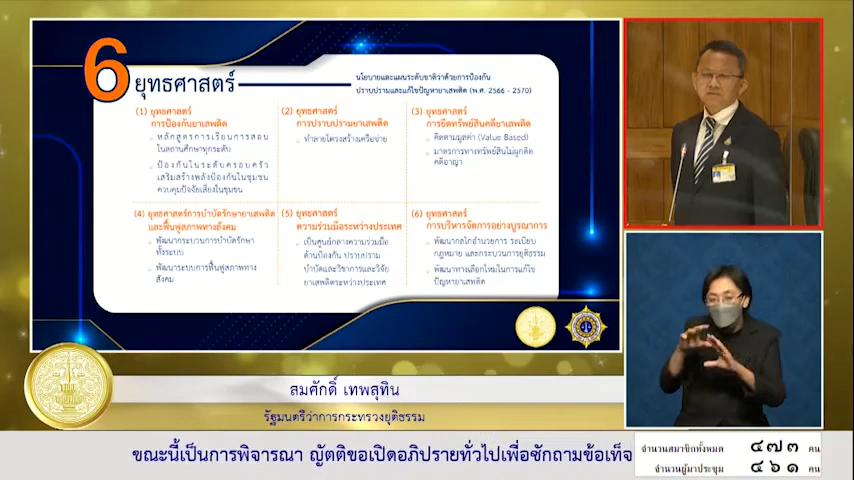 6
ยุทธศาสตร์
นโยบายและแผนระดับชาติว่าด้วยการป้องกัน
ปราบปรามและแก้ไขปัญหายาเสพติด (พ.ศ. 2566 - 2570)
(1) ยุทธศาสตร์
การป้องกันยาเสพติด
หลักสูตรการเรียนการสอน
ในสถานศึกษาทุกระดับ
ป้องกันในระดับครอบครัว
เสริมสร้างพลังป้องกันในชุมชน
ควบคุมปัจจัยเสี่ยงในชุมชน
(2) ยุทธศาสตร์
การปราบปรามยาเสพติด
ทำลายโครงสร้างเครือข่าย
(3) ยุทธศาสตร์
การยึดทรัพย์สินคดียาเสพติด
คิดตามมูลค่า (Value Based)
มาตรการทางทรัพย์สินไม่ผูกติด
คดีอาญา
(4) ยุทธศาสตร์การบำบัดรักษายาเสพติด
และฟื้นฟูสภาพทางสังคม
พัฒนากระบวนการบำบัดรักษา
ทั้งระบบ
พัฒนาระบบการฟื้นฟูสภาพทาง
สังคม
(5) ยุทธศาสตร์
ความร่วมมือระหว่างประเทศ
เป็นศูนย์กลางความร่วมมือ
ด้านป้องกัน ปราบปราม
บำบัดและวิชาการและวิจัย
ยาเสพติดระหว่างประเทศ
(6) ยุทธศาสตร์
การบริหารจัดการอย่างบูรณาการ
พัฒนากลไกอำนวยการ ระเบียบ
กฎหมาย และกระบวนการยุติธรรม
พัฒนาทางเลือกใหม่ในการแก้ไข
ปัญหายาเสพติด
สมศักดิ์ เทพสุทิน
รัฐมนตรีว่าการกระทรวงยุติธรรม
ขณะนี้เป็นการพิจารณา ญัตติขอเปิดอภิปรายทั่วไปเพื่อซักถามข้อเท็จ
จำนวนสมาชิกทั้งหมด ๔๗๓ คน
จำนวนผู้มาประชุม ๔๖๑ คน